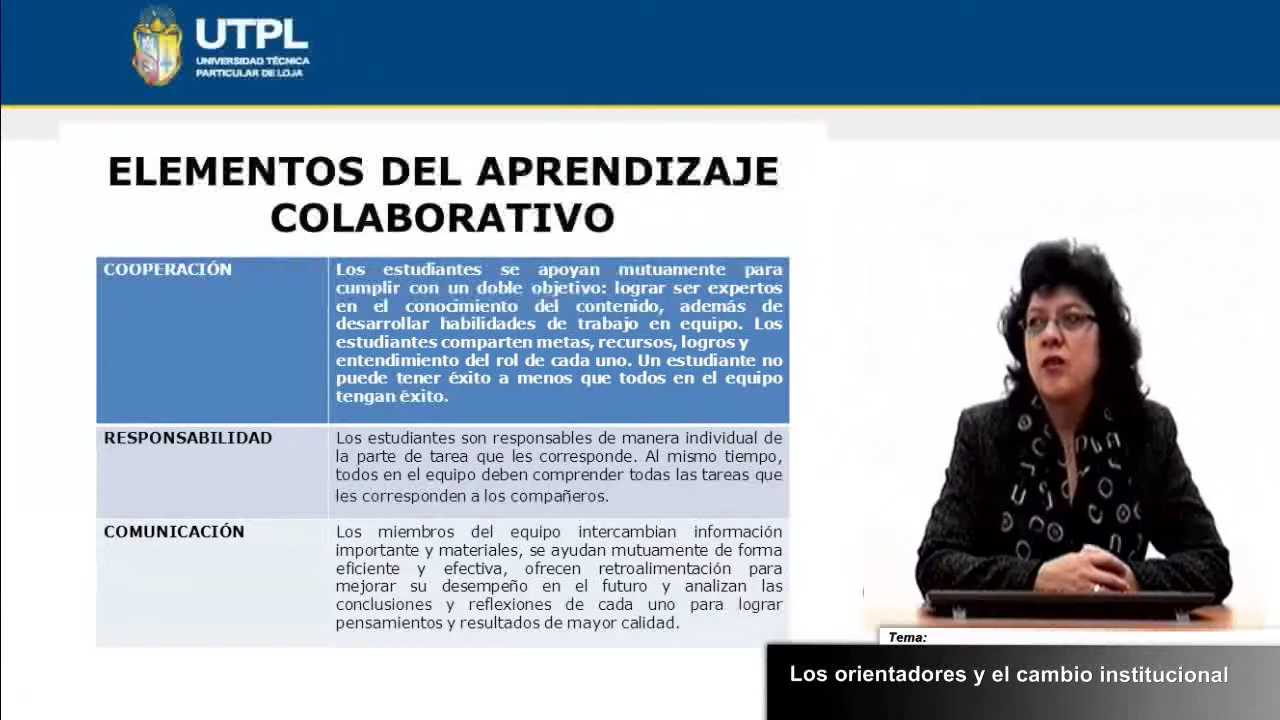 UTPL
UNIVERSIDAD TÉCNICA
PARTICULAR DE LOJA
ELEMENTOS DEL APRENDIZAJE
COLABORATIVO
COOPERACIÓN
Los estudiantes se apoyan mutuamente para
cumplir con un doble objetivo: lograr ser expertos
en el conocimiento del contenido, además de
desarrollar habilidades de trabajo en equipo. Los
estudiantes comparten metas, recursos, logros y
entendimiento del rol de cada uno. Un estudiante no
puede tener éxito a menos que todos en el equipo
tengan éxito.
RESPONSABILIDAD
Los estudiantes son responsables de manera individual de
la parte de tarea que les corresponde. Al mismo tiempo,
todos en el equipo deben comprender todas las tareas que
les corresponden a los compañeros.
COMUNICACIÓN
Los miembros del equipo intercambian información
importante y materiales, se ayudan mutuamente de forma
eficiente y efectiva, ofrecen retroalimentación para
mejorar su desempeño en el futuro y analizan las
conclusiones y reflexiones de cada uno para lograr
pensamientos y resultados de mayor calidad.
Tema:
Los orientadores y el cambio institucional